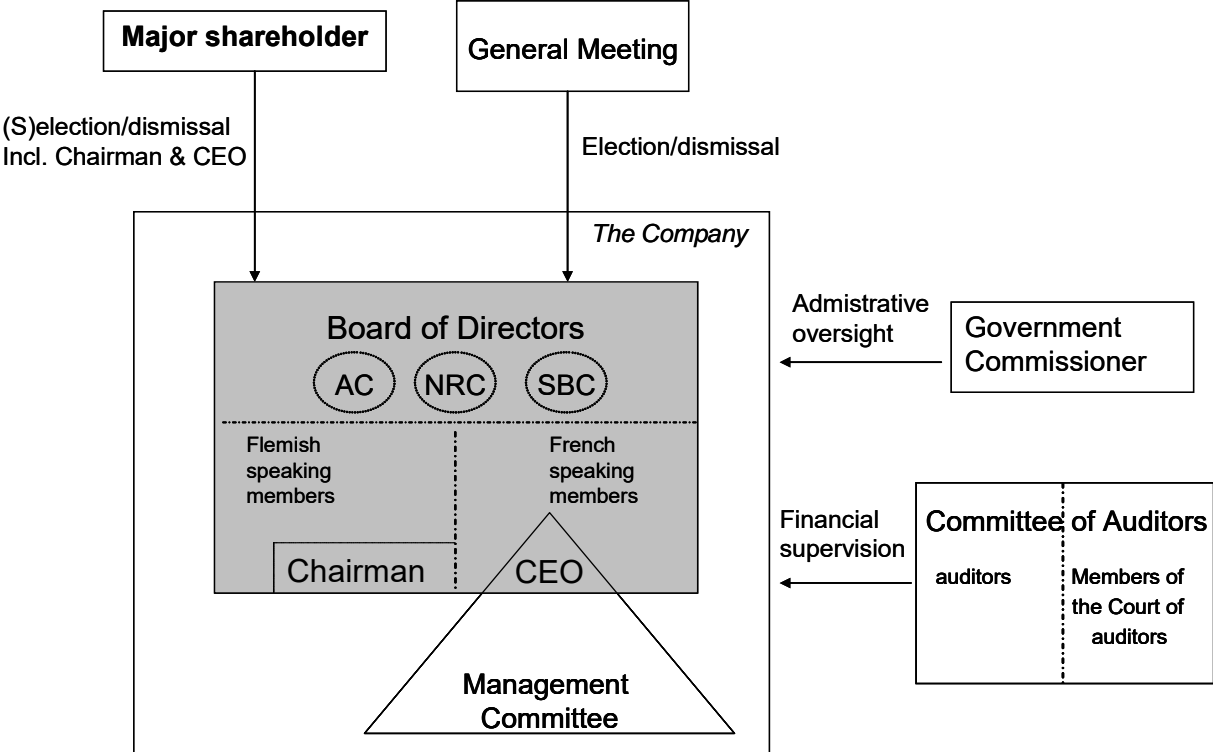 Major shareholder
General Meeting
(S)election/dismissal
Incl. Chairman & CEO
Election/dismissal
The Company
Board of Directors
AC NRC SBC
Flemish
speaking
members
French
speaking
members
Chairman
CEO
Management
Committee
Admistrative
oversight
Government
Commissioner
Financial
supervision
Committee of Auditors
auditors
Members of
the Court of
auditors